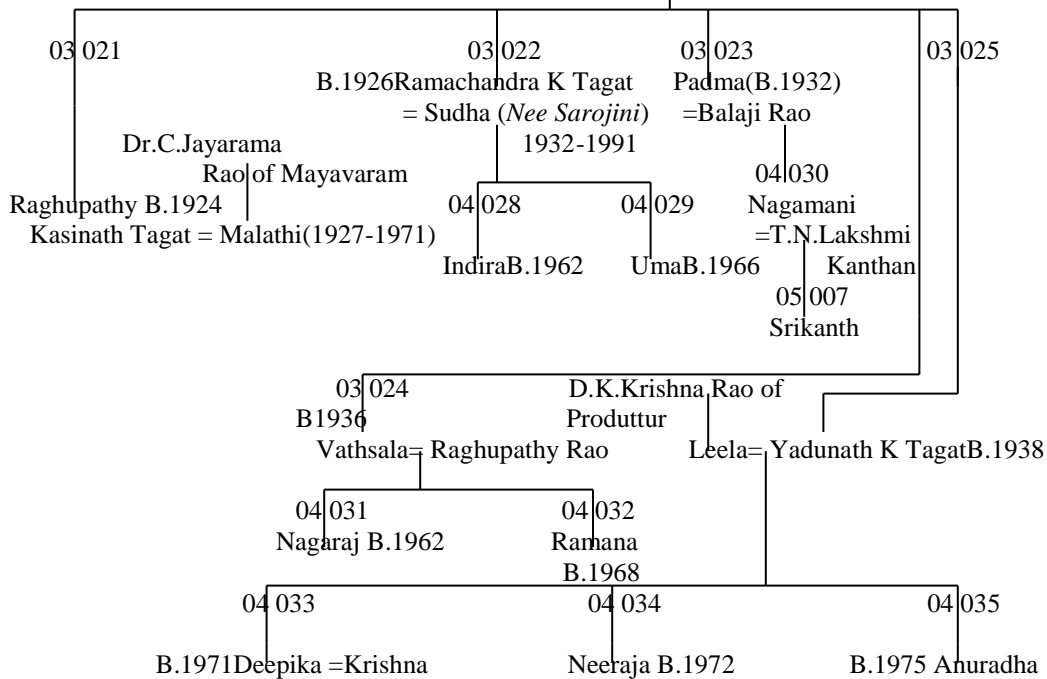 03 021 03 022 03 023 03 025
B.1926Ramachandra K Tagat Padma(B.1932)
= Sudha (Nee Sarojini) =Balaji Rao
Dr.C.Jayarama 1932-1991
Rao of Mayavaram 04 030
Raghupathy B.1924 04 028 04 029 Nagamani
Kasinath Tagat = Malathi(1927-1971) =T.N.Lakshmi
IndiraB.1962 UmaB.1966 Kanthan
05 007
Srikanth
03 024 D.K.Krishna Rao of
B1936 Produttur
Vathsala= Raghupathy Rao Leela= Yadunath K TagatB.1938
04 031 04 032
Nagaraj B.1962 Ramana
B.1968
04 033 04 034 04 035
B.1971Deepika =Krishna Neeraja B.1972 B.1975 Anuradha